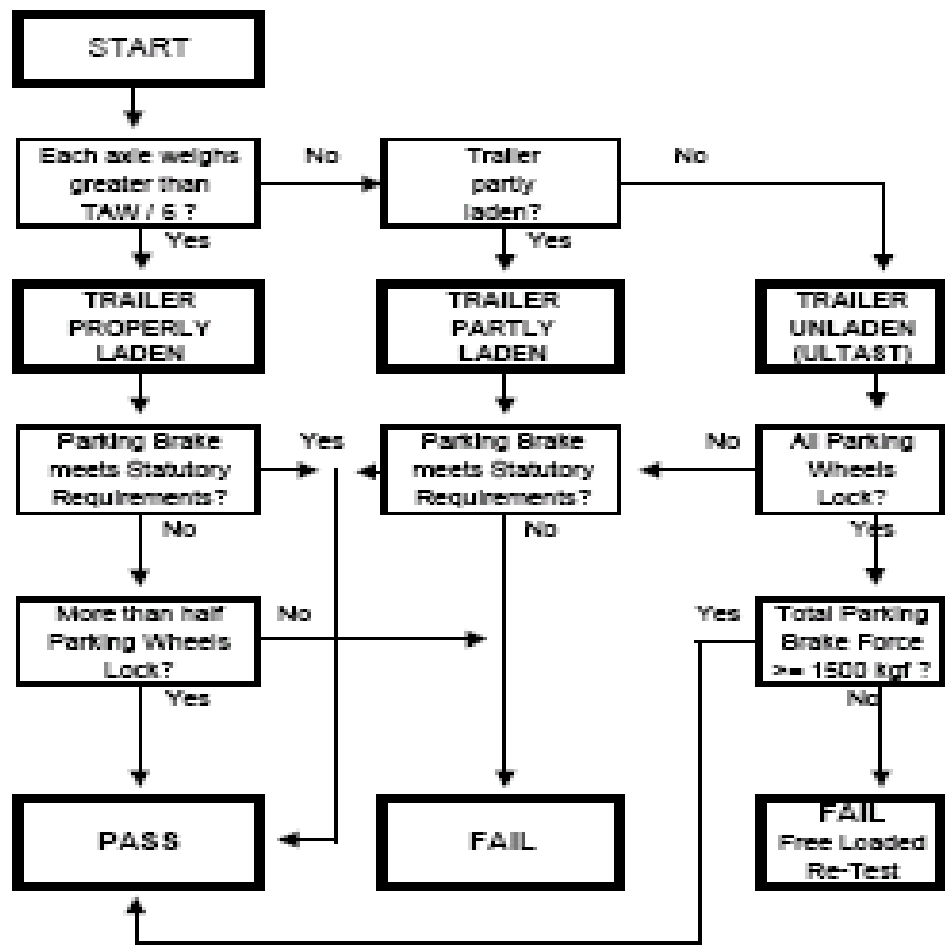 START
Each axle weighs
greater than
TAW / 6 ?
No
Trailer
partly
laden?
No
Yes
Yes
TRAILER
PROPERLY
LADEN
TRAILER
PARTLY
LADEN
TRAILER
UNLADEN
(ULTAST)
Parking Brake
meets Statutory
Requirements?
Yes
Parking Brake
meets Statutory
Requirements?
No
All Parking
Wheels
Lock?
No
No
Yes
More than half
Parking Wheels
Lock?
No
Yes
Total Parking
Brake Force
>= 1500 kgf ?
Yes
No
PASS
FAIL
FAIL
Free Loaded
Re-Test